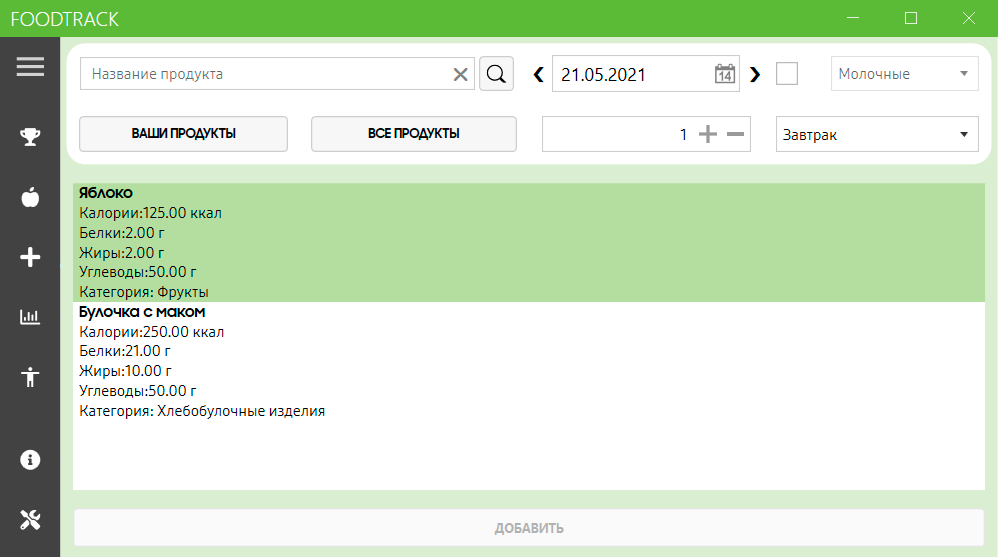 FOODTRACK
Название продукта
21.05.2021
14
Молочные
ВАШИ ПРОДУКТЫ
ВСЕ ПРОДУКТЫ
1
Завтрак
Яблоко
Калории:125.00 ккал
Белки:2.00 г
Жиры:2.00 г
Углеводы:50.00 г
Категория: Фрукты
Булочка с маком
Калории:250.00 ккал
Белки:21.00 г
Жиры:10.00 г
Углеводы:50.00 г
Категория: Хлебобулочные изделия
ДОБАВИТЬ